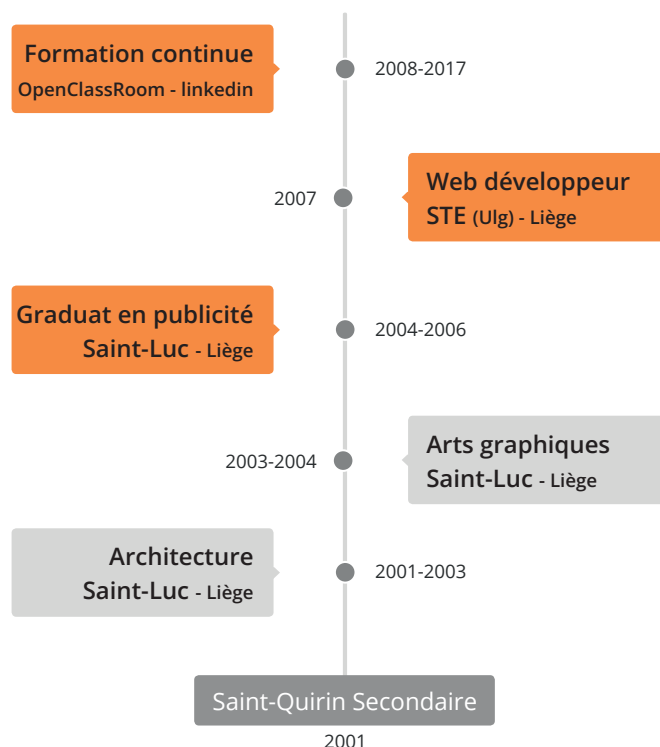 Formation continue
OpenClassRoom - linkedin
2008-2017
2007
Web développeur
STE (Ulg) - Liège
Graduat en publicité
Saint-Luc - Liège
2004-2006
2003-2004
Arts graphiques
Saint-Luc - Liège
Architecture
Saint-Luc - Liège
2001-2003
Saint-Quirin Secondaire
2001